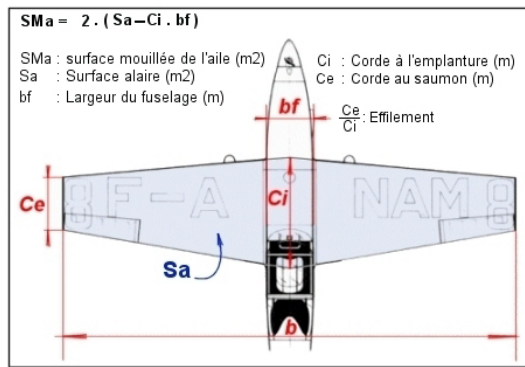 SMa = 2 . ( Sa–Ci . bf )
SMa : surface mouillée de l'aile (m2)
Sa : Surface alaire (m2)
bf : Largeur du fuselage (m)
Ci : Corde à l'emplanture (m)
Ce : Corde au saumon (m)
Ce/Ci : Effilement
bf
Ce
8 F–A
Ci
NAM 8
Sa
b